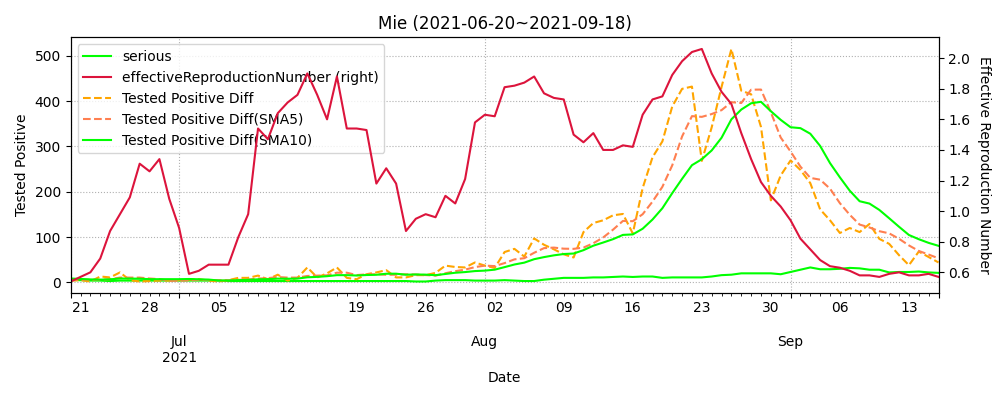 Mie (2021-06-20~2021-09-18)
serious
effectiveReproductionNumber (right)
Tested Positive Diff
Tested Positive Diff(SMA5)
Tested Positive Diff(SMA10)
Tested Positive
500
400
300
200
100
0
2.0
1.8
1.6
1.4
1.2
1.0
0.8
0.6
Effective Reproduction Number
21 28 05 12 19 26 02 09 16 23 30 06 13
Jul Aug Sep
2021
Date